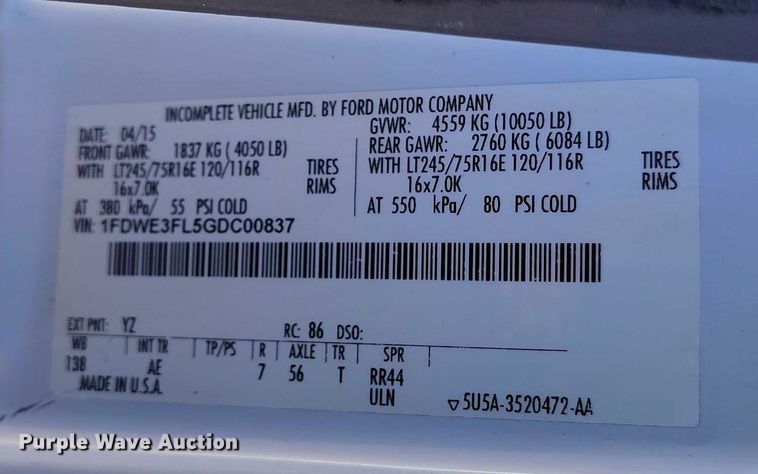 INCOMPLETE VEHICLE MFD. BY FORD MOTOR COMPANY
DATE: 04/15 GVWR: 4559 KG (10050 LB)
FRONT GAWR: 1837 KG ( 4050 LB) REAR GAWR: 2760 KG ( 6084 LB)
WITH LT245/75R16E 120/116R TIRES WITH LT245/75R16E 120/116R TIRES
16x7.0K RIMS 16x7.0K RIMS
AT 380 kPa/ 55 PSI COLD AT 550 kPa/ 80 PSI COLD
VIN: 1FDWE3FL5GDC00837
EXT PNT: YZ RC: 86 DSO:
WB INT TR TP/PS R AXLE TR SPR
138 AE 7 56 T RR44
MADE IN U.S.A. ULN ▽5U5A-3520472-AA
Purple Wave Auction